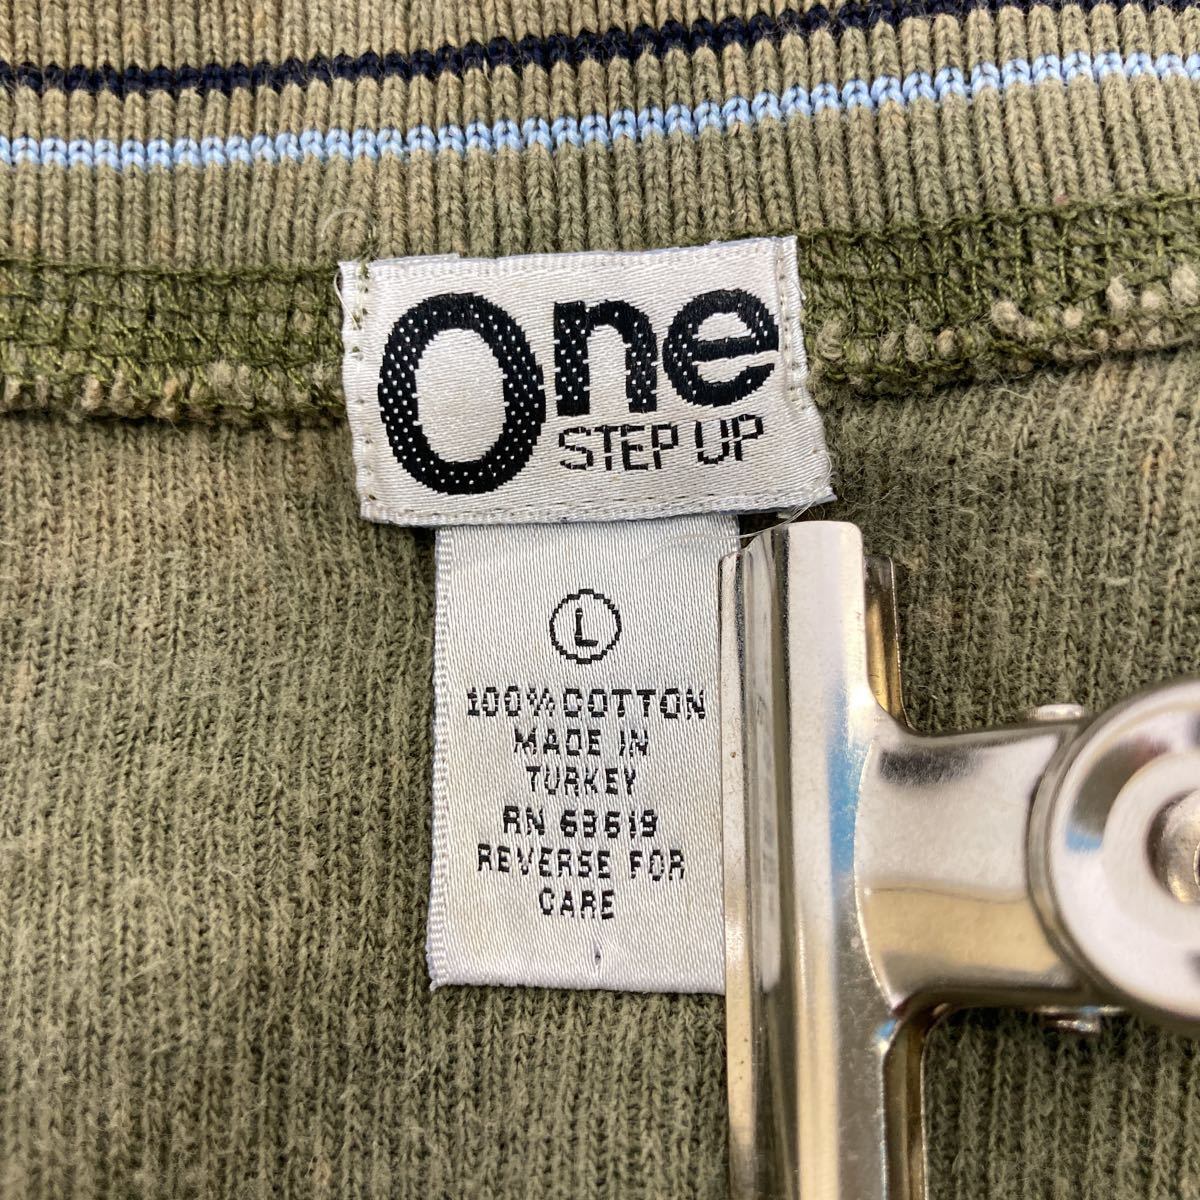 One
STEP UP
L
100% COTTON
MADE IN
TURKEY
RN 63619
REVERSE FOR
CARE